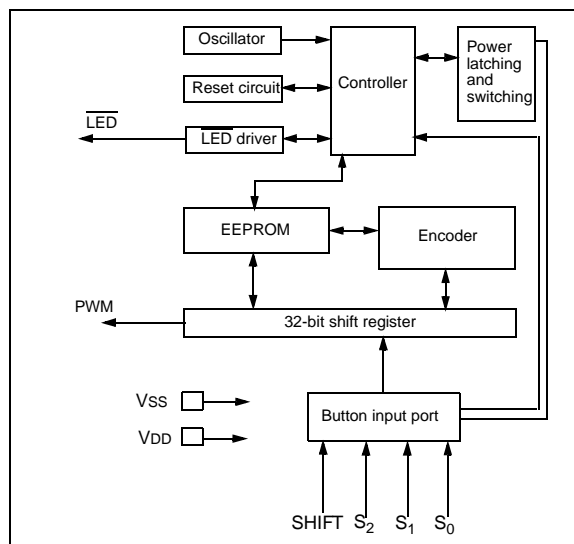 Oscillator
Controller
Power
latching
and
switching
Reset circuit
LED
LED driver
EEPROM
Encoder
PWM
32-bit shift register
VSS
VDD
Button input port
SHIFT S2 S1 S0